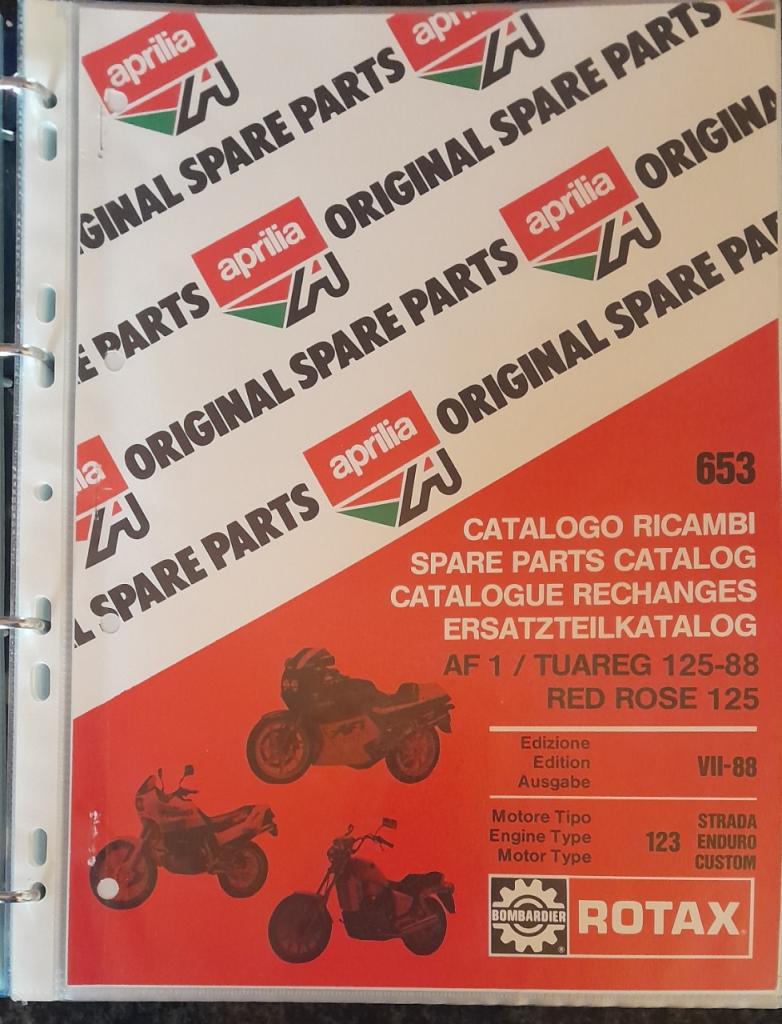 aprilia
aprilia
ORIGINAL SPARE PARTS
aprilia
ORIGINAL SPARE PARTS
aprilia
ORIGINAL
SPARE PARTS
aprilia
ORIGINAL SPARE PARTS
ORIGINAL SPARE PARTS
SPARE PARTS
653
CATALOGO RICAMBI
SPARE PARTS CATALOG
CATALOGUE RECHANGES
ERSATZTEILKATALOG
AF 1 / TUAREG 125-88
RED ROSE 125
Edizione
Edition VII-88
Ausgabe
Motore Tipo STRADA
Engine Type 123 ENDURO
Motor Type CUSTOM
BOMBARDIER ROTAX